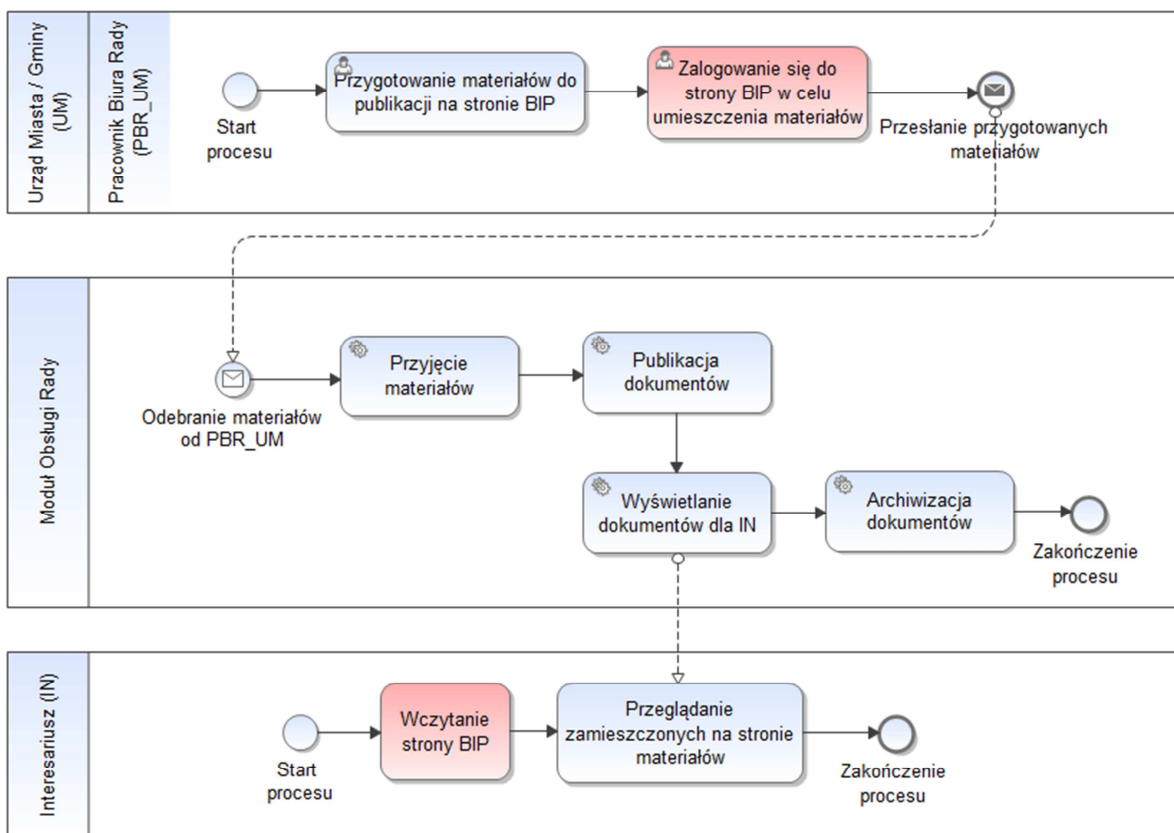 Urząd Miasta / Gminy
(UM)
Pracownik Biura Rady
(PBR_UM)
Start
procesu
Przygotowanie materiałów do
publikacji na stronie BIP
Zalogowanie się do
strony BIP w celu
umieszczenia materiałów
Przesłanie przygotowanych
materiałów
Moduł Obsługi Rady
Odebranie materiałów
od PBR_UM
Przyjęcie
materiałów
Publikacja
dokumentów
Wyświetlanie
dokumentów dla IN
Archiwizacja
dokumentów
Zakończenie
procesu
Interesariusz (IN)
Start
procesu
Wczytanie
strony BIP
Przeglądanie
zamieszczonych na stronie
materiałów
Zakończenie
procesu